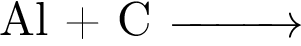 Al + C ⟶